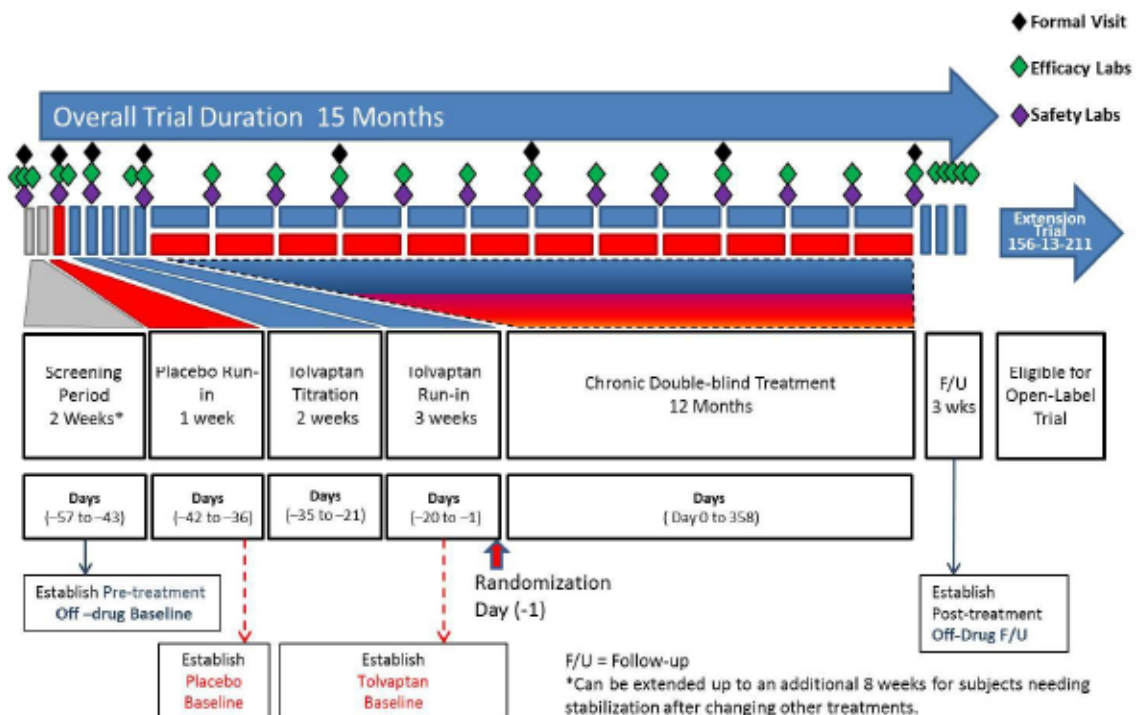 Formal Visit
Efficacy Labs
Safety Labs
Overall Trial Duration 15 Months
Extension
Trial
156-13-211
Screening
Period
2 Weeks*
Placebo Run-
in
1 week
Tolvaptan
Titration
2 weeks
Tolvaptan
Run-in
3 weeks
Chronic Double-blind Treatment
12 Months
F/U
3 wks
Eligible for
Open-Label
Trial
Days
(–57 to –43)
Days
(–42 to –36)
Days
(–35 to –21)
Days
(–20 to –1)
Days
( Day 0 to 358)
Randomization
Day (-1)
Establish Pre-treatment
Off –drug Baseline
Establish
Placebo
Baseline
Establish
Tolvaptan
Baseline
Establish
Post-treatment
Off-Drug F/U
F/U = Follow-up
*Can be extended up to an additional 8 weeks for subjects needing
stabilization after changing other treatments.